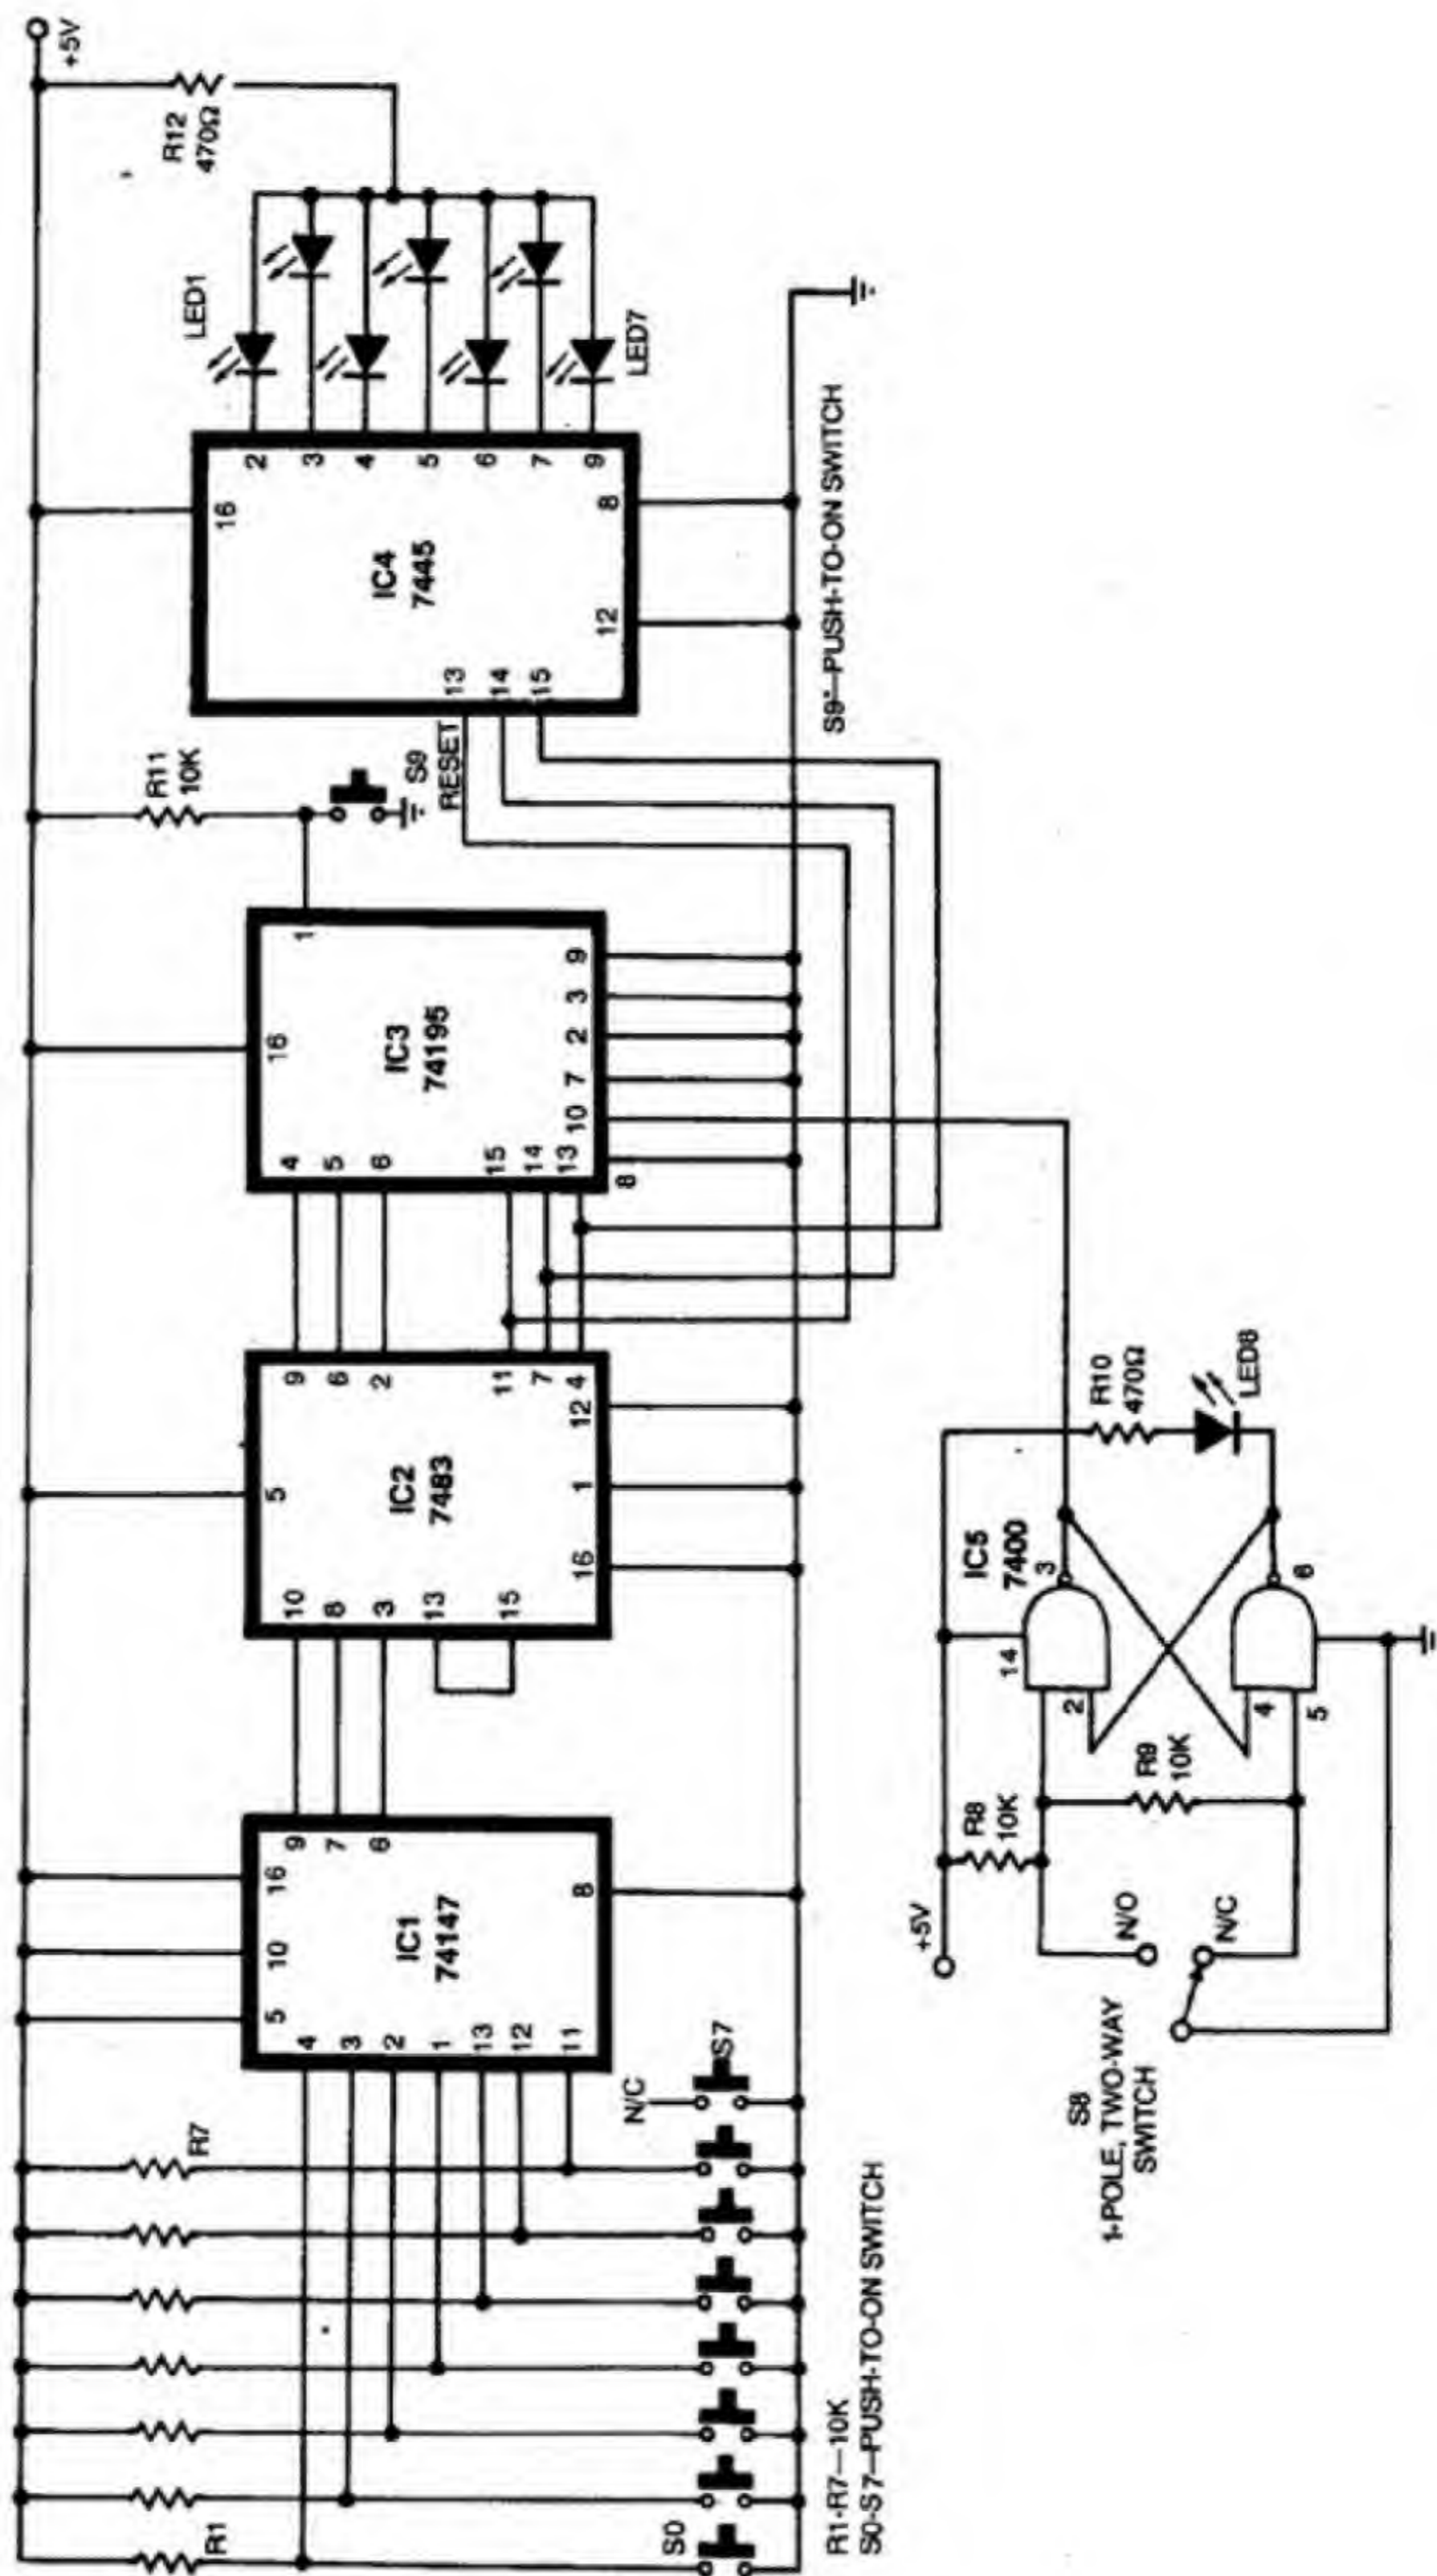 +5V
R1
R7
R11
10K
R12
470Ω
LED1
LED7
5
10
16
4
3
2
1
13
12
11
IC1
74147
9
7
6
8
5
10
8
3
13
15
IC2
7483
9
6
2
11
7
4
16
1
12
16
4
5
6
15
14
13
IC3
74195
1
8
10
7
2
3
9
S9
RESET
16
13
14
15
IC4
7445
2
3
4
5
6
7
9
12
8
S0
N/C
S7
R1-R7—10K
S0-S7—PUSH-TO-ON SWITCH
S9—PUSH-TO-ON SWITCH
+5V
R8
10K
R9
10K
N/O
N/C
S8
1-POLE, TWO-WAY
SWITCH
14
2
3
IC5
7400
4
5
6
R10
470Ω
LED8